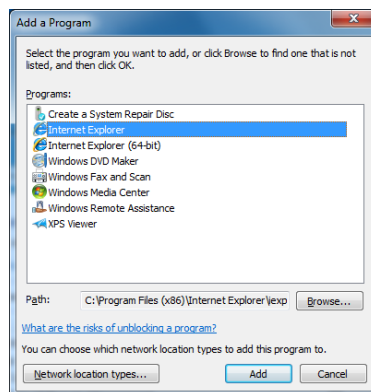 Add a Program
Select the program you want to add, or click Browse to find one that is not
listed, and then click OK.
Programs:
Create a System Repair Disc
Internet Explorer
Internet Explorer (64-bit)
Windows DVD Maker
Windows Fax and Scan
Windows Media Center
Windows Remote Assistance
XPS Viewer
Path: C:\Program Files (x86)\Internet Explorer\iexp Browse...
What are the risks of unblocking a program?
You can choose which network location types to add this program to.
Network location types... Add Cancel